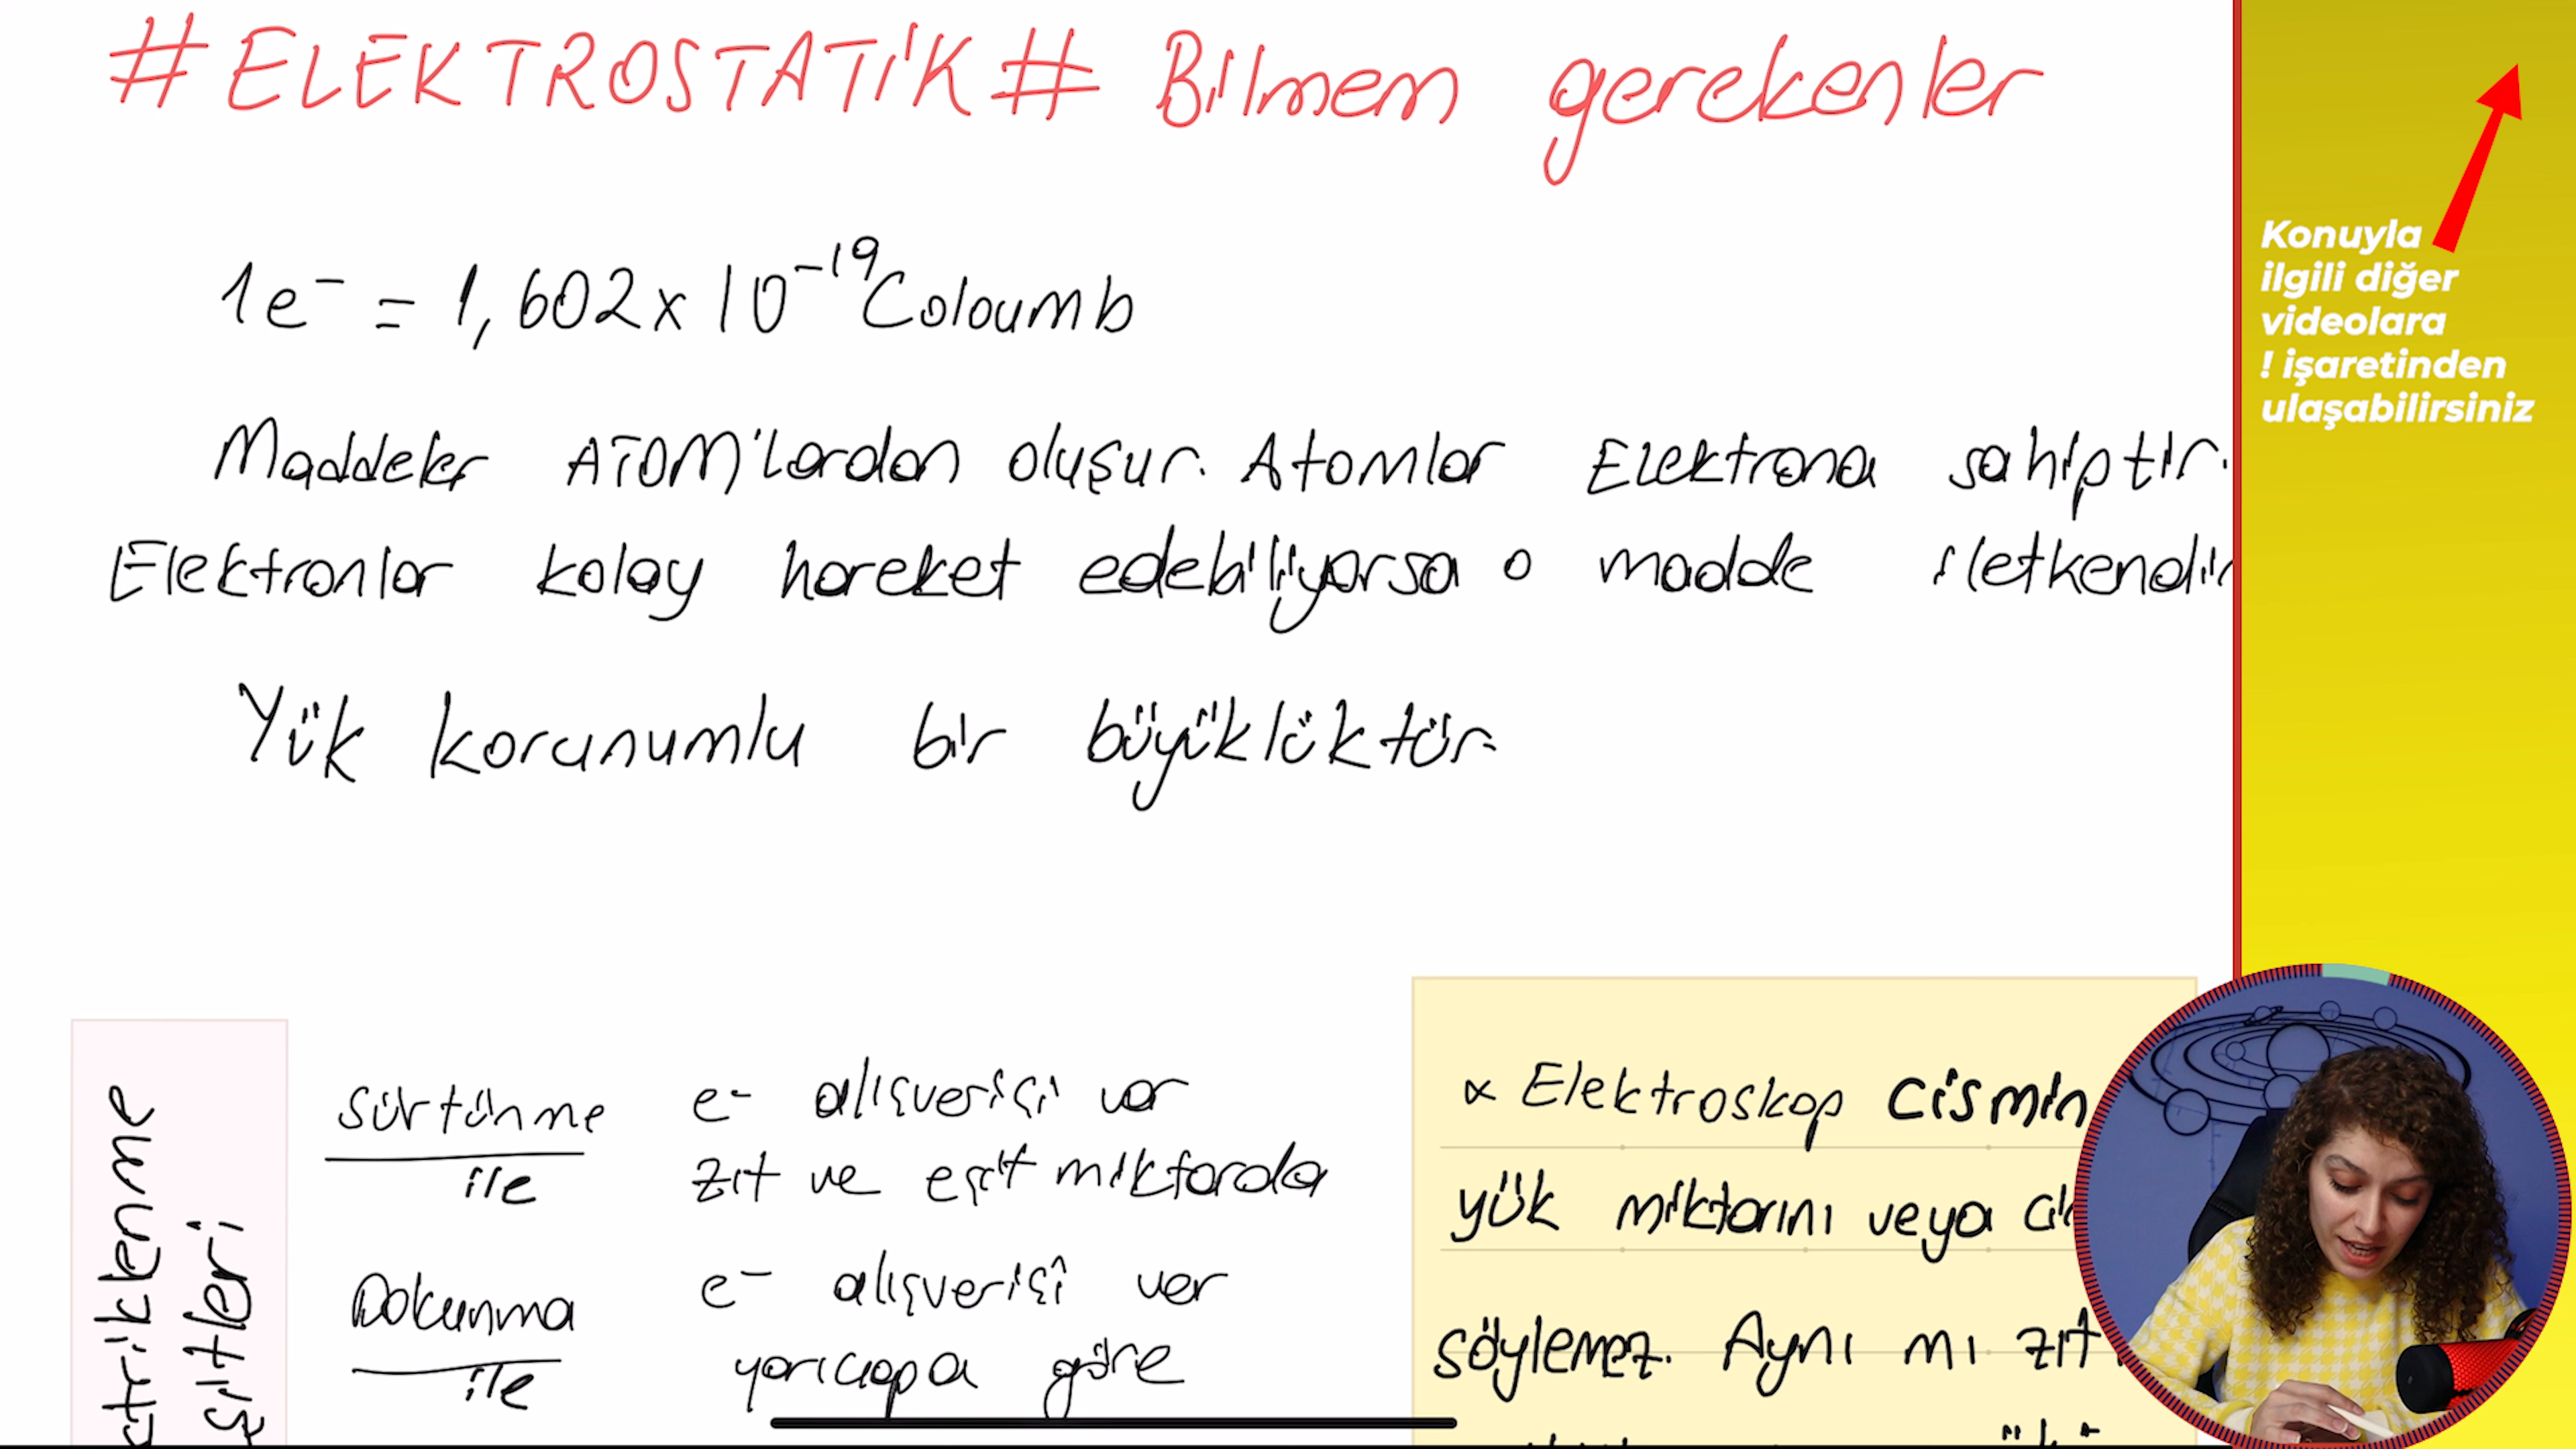 #ELEKTROSTATİK# Bilmem gerekenler
1e⁻ = 1,602x10⁻¹⁹ Coloumb
Maddeler ATOM'lardan oluşur. Atomlar Elektrona sahiptir.
Elektronlar kolay hareket edebiliyorsa o madde iletkendir
Yük korunumlu bir büyüklüktür.
Sürtünme
ile
e⁻ alışverişi var
zıt ve eşit miktarda
Dokunma
ile
e⁻ alışverişi var
yarıçapa göre
Elektroskop cismin
yük miktarını veya
söylemez. Aynı mı zıt
Konuyla
ilgili diğer
videolara
! işaretinden
ulaşabilirsiniz